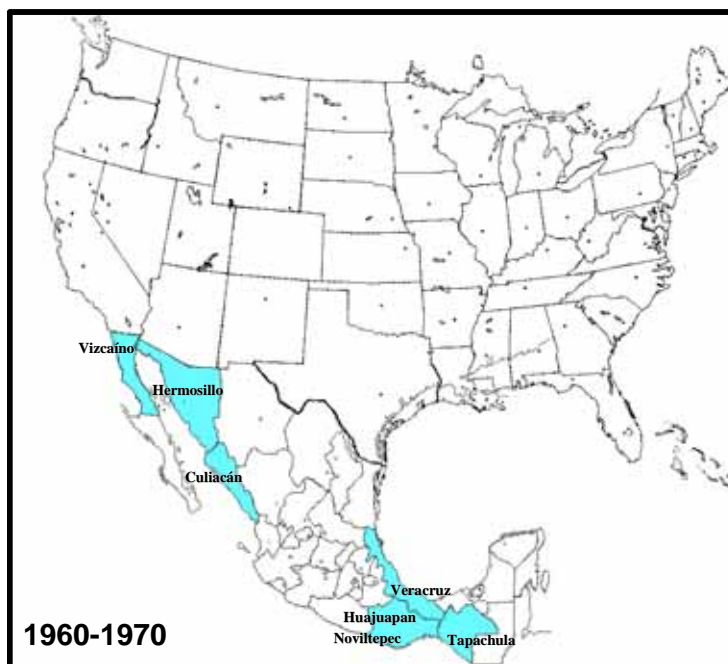 Vizcaíno
Hermosillo
Culiacán
Veracruz
Huajuapan
Noviltepec
Tapachula
1960-1970